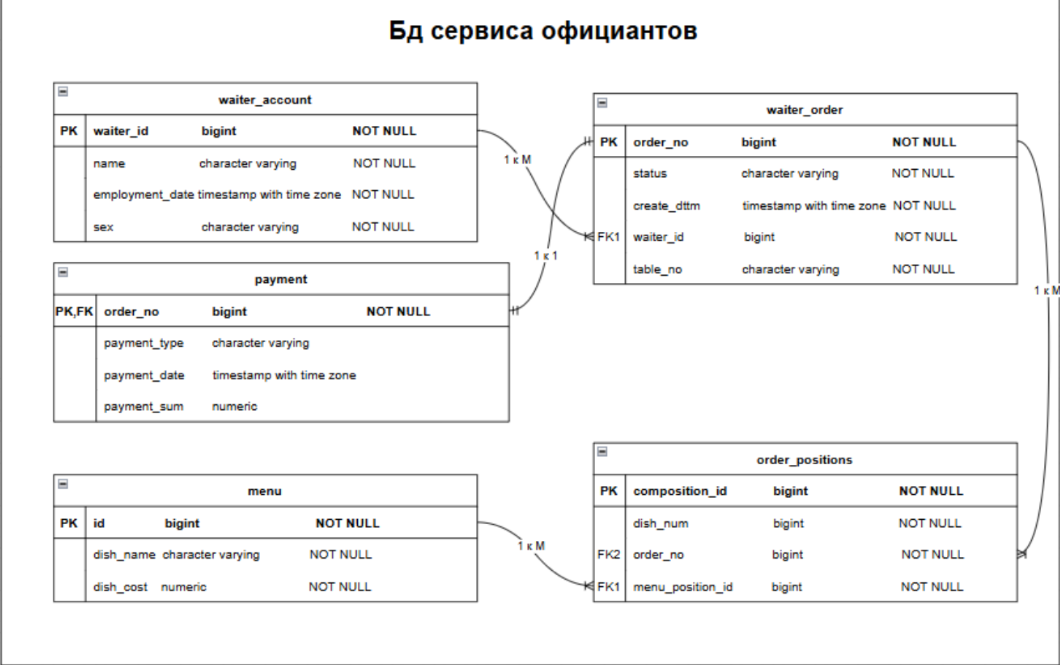 Бд сервиса официантов
waiter_account
PK waiter_id bigint NOT NULL
name character varying NOT NULL
employment_date timestamp with time zone NOT NULL
sex character varying NOT NULL
waiter_order
PK order_no bigint NOT NULL
status character varying NOT NULL
create_dttm timestamp with time zone NOT NULL
FK1 waiter_id bigint NOT NULL
table_no character varying NOT NULL
1 к М
1 к 1
1 к М
payment
PK,FK order_no bigint NOT NULL
payment_type character varying
payment_date timestamp with time zone
payment_sum numeric
menu
PK id bigint NOT NULL
dish_name character varying NOT NULL
dish_cost numeric NOT NULL
1 к М
order_positions
PK composition_id bigint NOT NULL
dish_num bigint NOT NULL
FK2 order_no bigint NOT NULL
FK1 menu_position_id bigint NOT NULL